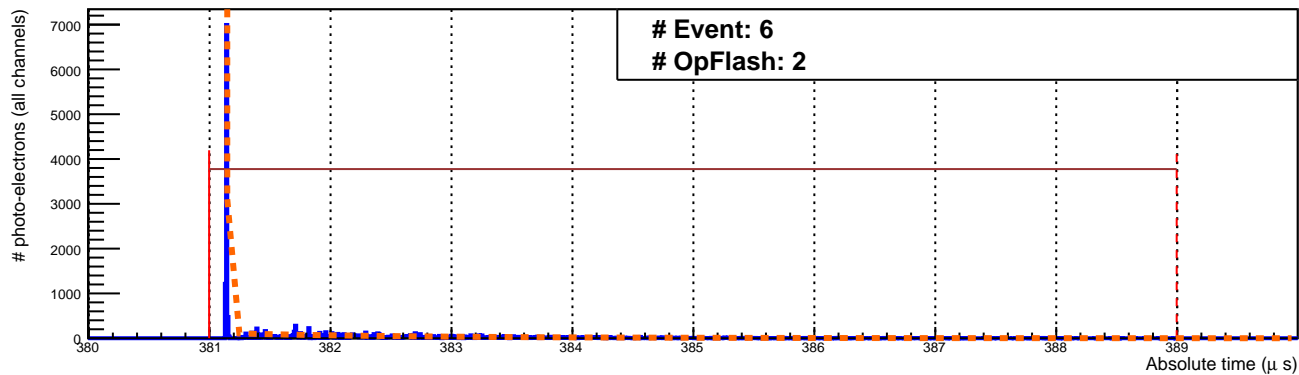 # Event: 6
# OpFlash: 2
# photo-electrons (all channels)
7000
6000
5000
4000
3000
2000
1000
0
380 381 382 383 384 385 386 387 388 389
Absolute time (μ s)